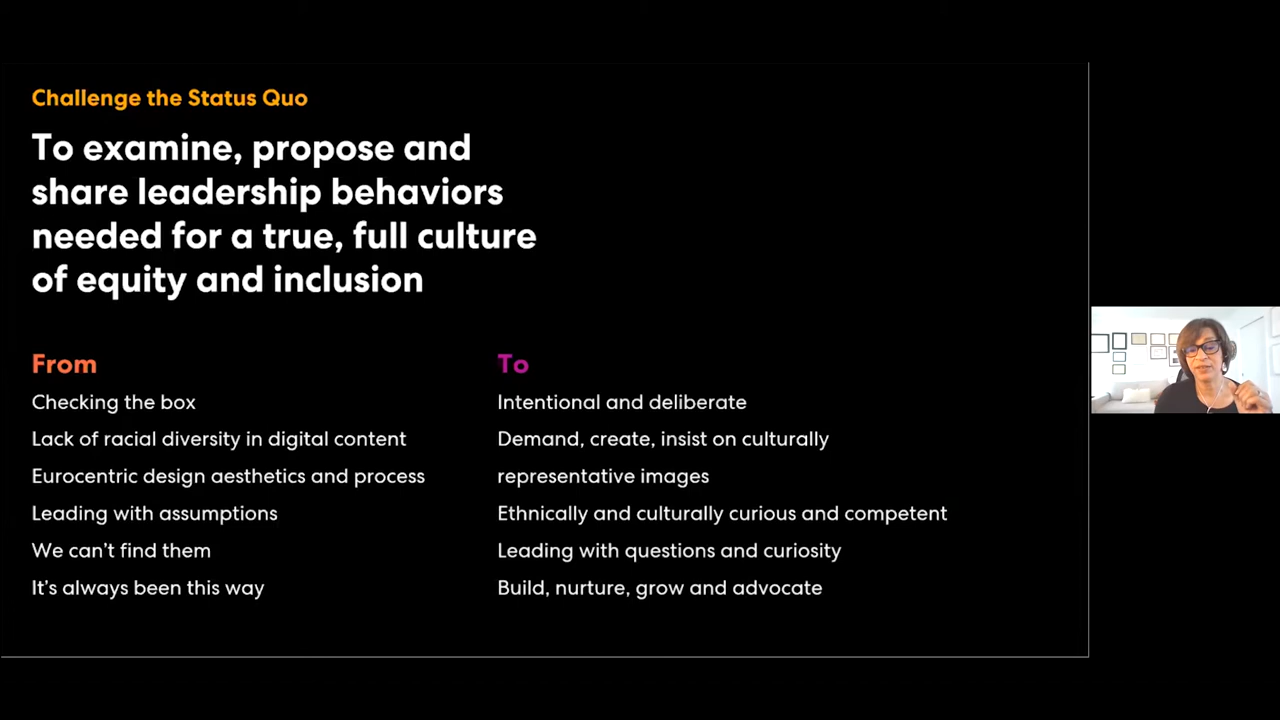 Challenge the Status Quo
To examine, propose and
share leadership behaviors
needed for a true, full culture
of equity and inclusion
From
Checking the box
Lack of racial diversity in digital content
Eurocentric design aesthetics and process
Leading with assumptions
We can’t find them
It’s always been this way
To
Intentional and deliberate
Demand, create, insist on culturally
representative images
Ethnically and culturally curious and competent
Leading with questions and curiosity
Build, nurture, grow and advocate